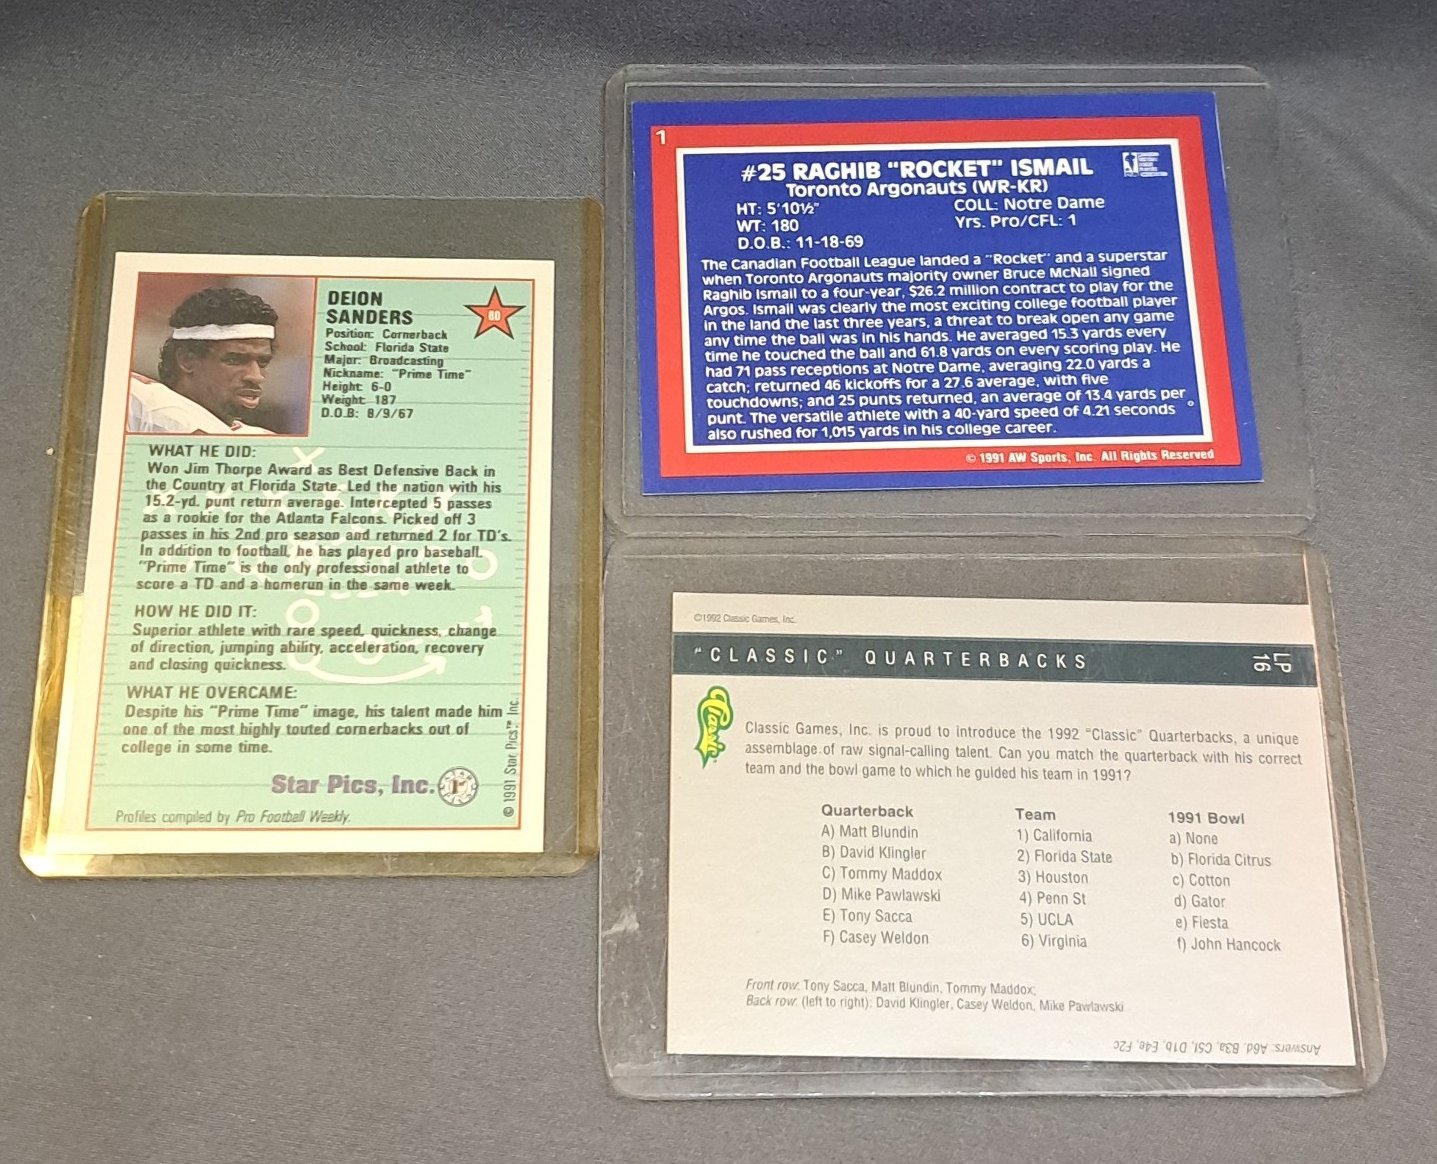 DEION
SANDERS
80
Position: Cornerback
School: Florida State
Major: Broadcasting
Nickname: "Prime Time"
Height: 6-0
Weight: 187
D.O.B: 8/9/67
WHAT HE DID:
Won Jim Thorpe Award as Best Defensive Back in
the Country at Florida State. Led the nation with his
15.2-yd. punt return average. Intercepted 5 passes
as a rookie for the Atlanta Falcons. Picked off 3
passes in his 2nd pro season and returned 2 for TD's.
In addition to football, he has played pro baseball.
"Prime Time" is the only professional athlete to
score a TD and a homerun in the same week.
HOW HE DID IT:
Superior athlete with rare speed, quickness, change
of direction, jumping ability, acceleration, recovery
and closing quickness.
WHAT HE OVERCAME:
Despite his "Prime Time" image, his talent made him
one of the most highly touted cornerbacks out of
college in some time.
Star Pics, Inc.
Profiles compiled by Pro Football Weekly.
© 1991 Star Pics™ Inc.
1
#25 RAGHIB "ROCKET" ISMAIL
Toronto Argonauts (WR-KR)
HT: 5'10½" COLL: Notre Dame
WT: 180 Yrs. Pro/CFL: 1
D.O.B.: 11-18-69
The Canadian Football League landed a "Rocket" and a superstar
when Toronto Argonauts majority owner Bruce McNall signed
Raghib Ismail to a four-year, $26.2 million contract to play for the
Argos. Ismail was clearly the most exciting college football player
in the land the last three years, a threat to break open any game
any time the ball was in his hands. He averaged 15.3 yards every
time he touched the ball and 61.8 yards on every scoring play. He
had 71 pass receptions at Notre Dame, averaging 22.0 yards a
catch; returned 46 kickoffs for a 27.6 average, with five
touchdowns; and 25 punts returned, an average of 13.4 yards per
punt. The versatile athlete with a 40-yard speed of 4.21 seconds
also rushed for 1,015 yards in his college career.
© 1991 AW Sports, Inc. All Rights Reserved
©1992 Classic Games, Inc.
"CLASSIC" QUARTERBACKS
LP
16
Classic
Classic Games, Inc. is proud to introduce the 1992 "Classic" Quarterbacks, a unique
assemblage of raw signal-calling talent. Can you match the quarterback with his correct
team and the bowl game to which he guided his team in 1991?
Quarterback Team 1991 Bowl
A) Matt Blundin 1) California a) None
B) David Klingler 2) Florida State b) Florida Citrus
C) Tommy Maddox 3) Houston c) Cotton
D) Mike Pawlawski 4) Penn St d) Gator
E) Tony Sacca 5) UCLA e) Fiesta
F) Casey Weldon 6) Virginia f) John Hancock
Front row: Tony Sacca, Matt Blundin, Tommy Maddox;
Back row: (left to right): David Klingler, Casey Weldon, Mike Pawlawski
Answers: A6d, B3a, C5f, D1b, E4e, F2c